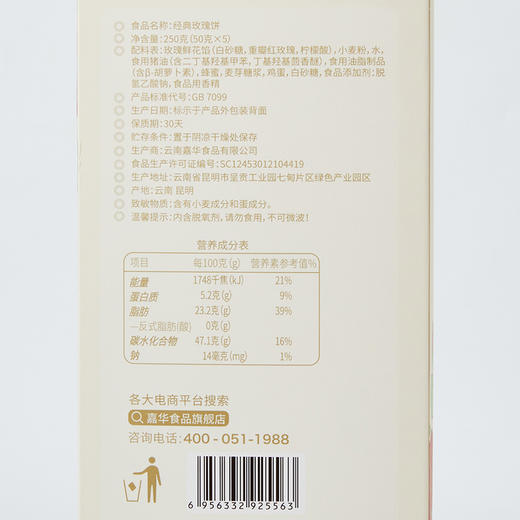 食品名称：经典玫瑰饼
净含量：250克(50克×5)
配料表：玫瑰鲜花馅(白砂糖，重瓣红玫瑰，柠檬酸)，小麦粉，水，
食用猪油(含二丁基羟基甲苯，丁基羟基茴香醚)，食用油脂制品
(含β-胡萝卜素)，蜂蜜，麦芽糖浆，鸡蛋，白砂糖，食品添加剂：脱
氢乙酸钠，食品用香精
产品标准代号：GB 7099
生产日期：标示于产品外包装背面
保质期：30天
贮存条件：置于阴凉干燥处保存
生产商：云南嘉华食品有限公司
食品生产许可证编号：SC12453012104419
生产地址：云南省昆明市呈贡工业园七甸片区绿色产业园区
产地：云南 昆明
致敏物质：含有小麦成分和蛋成分。
温馨提示：内含脱氧剂，请勿食用，不可微波！
营养成分表
项目 每100克(g) 营养素参考值%
能量 1748千焦(kJ) 21%
蛋白质 5.2克(g) 9%
脂肪 23.2克(g) 39%
—反式脂肪(酸) 0克(g)
碳水化合物 47.1克(g) 16%
钠 14毫克(mg) 1%
各大电商平台搜索
嘉华食品旗舰店
咨询电话：400-051-1988
6 956332 925563